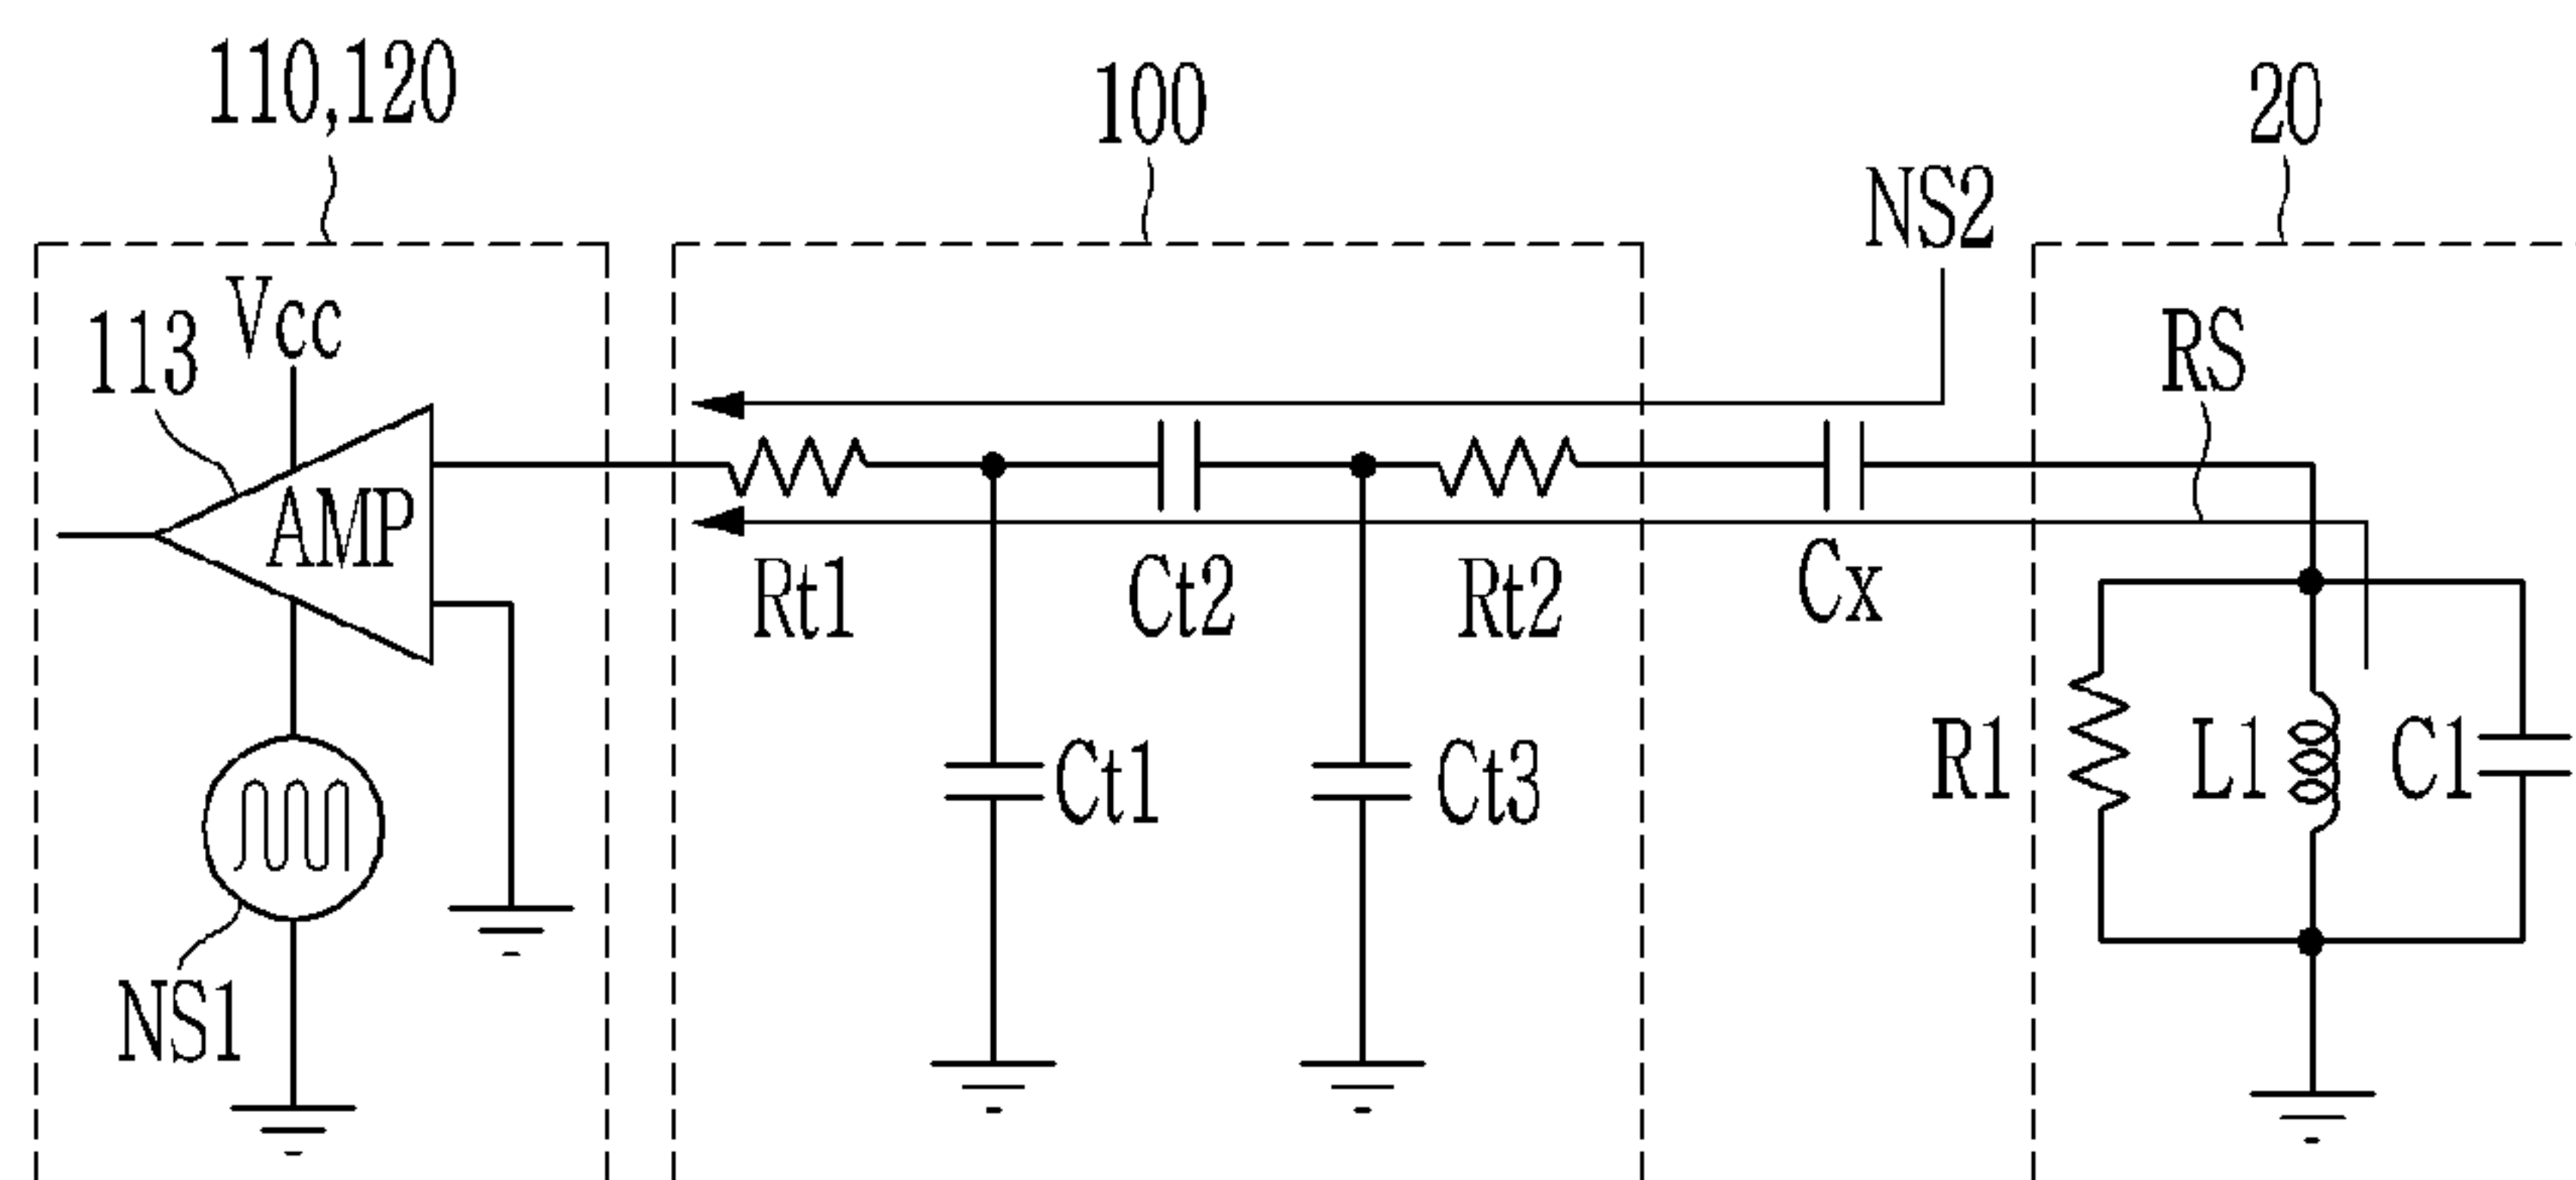 110,120
100
20
NS2
Vcc
113
RS
AMP
Rt1
Ct2
Rt2
Cx
Ct1
Ct3
R1
L1
C1
NS1